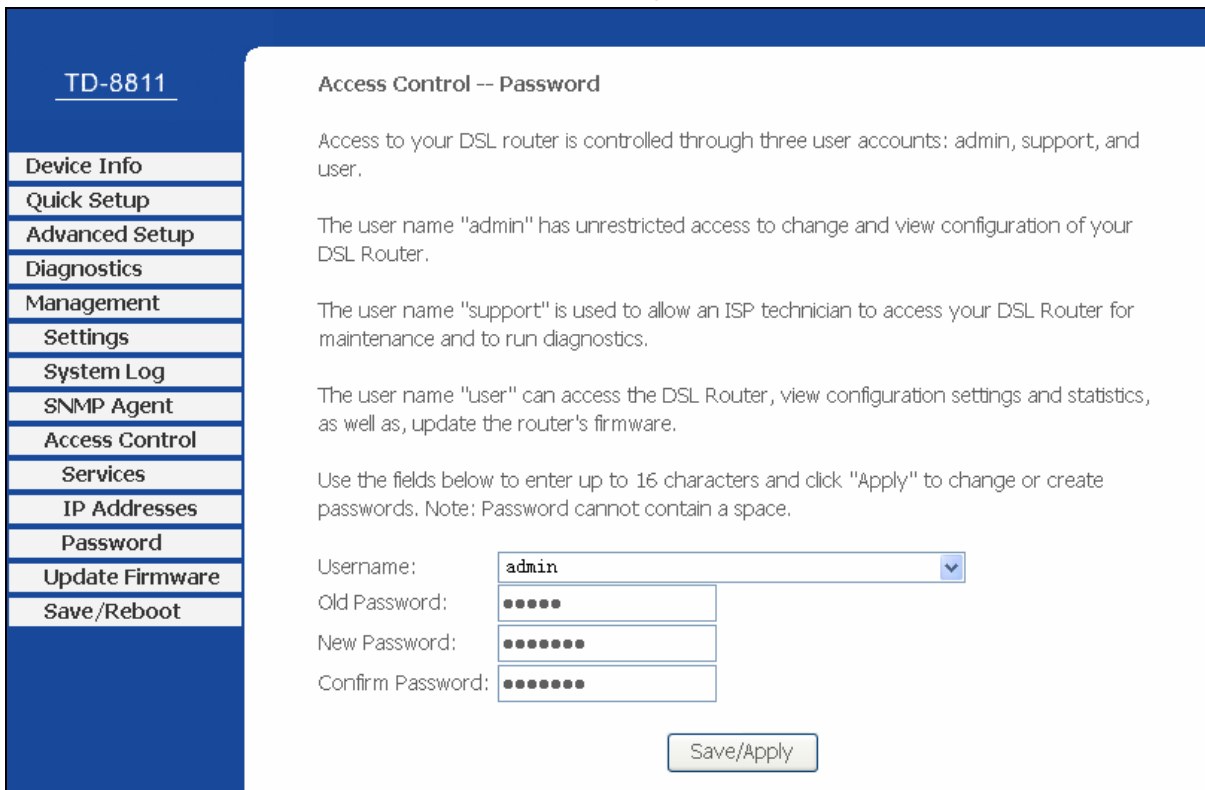 TD-8811
Device Info
Quick Setup
Advanced Setup
Diagnostics
Management
Settings
System Log
SNMP Agent
Access Control
Services
IP Addresses
Password
Update Firmware
Save/Reboot
Access Control -- Password
Access to your DSL router is controlled through three user accounts: admin, support, and
user.
The user name "admin" has unrestricted access to change and view configuration of your
DSL Router.
The user name "support" is used to allow an ISP technician to access your DSL Router for
maintenance and to run diagnostics.
The user name "user" can access the DSL Router, view configuration settings and statistics,
as well as, update the router's firmware.
Use the fields below to enter up to 16 characters and click "Apply" to change or create
passwords. Note: Password cannot contain a space.
Username: admin
Old Password: •••••
New Password: •••••••
Confirm Password: •••••••
Save/Apply